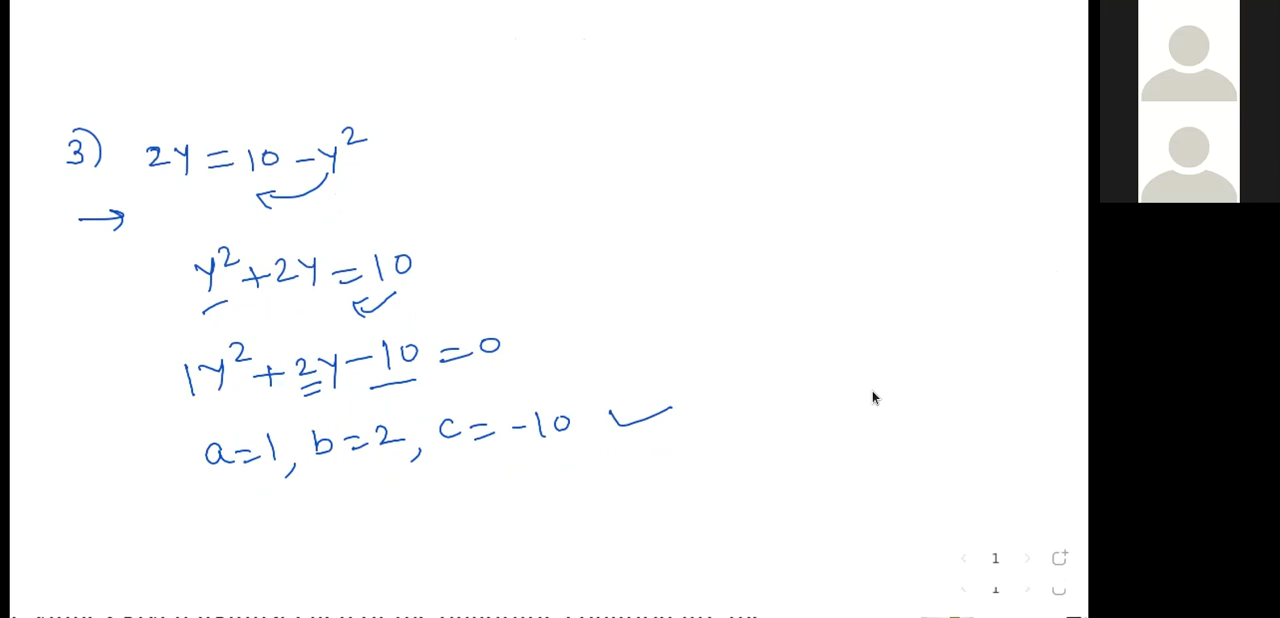 3) 2y = 10 - y²
→
y² + 2y = 10
1y² + 2y - 10 = 0
a=1, b=2, c=-10 ✓
1
1